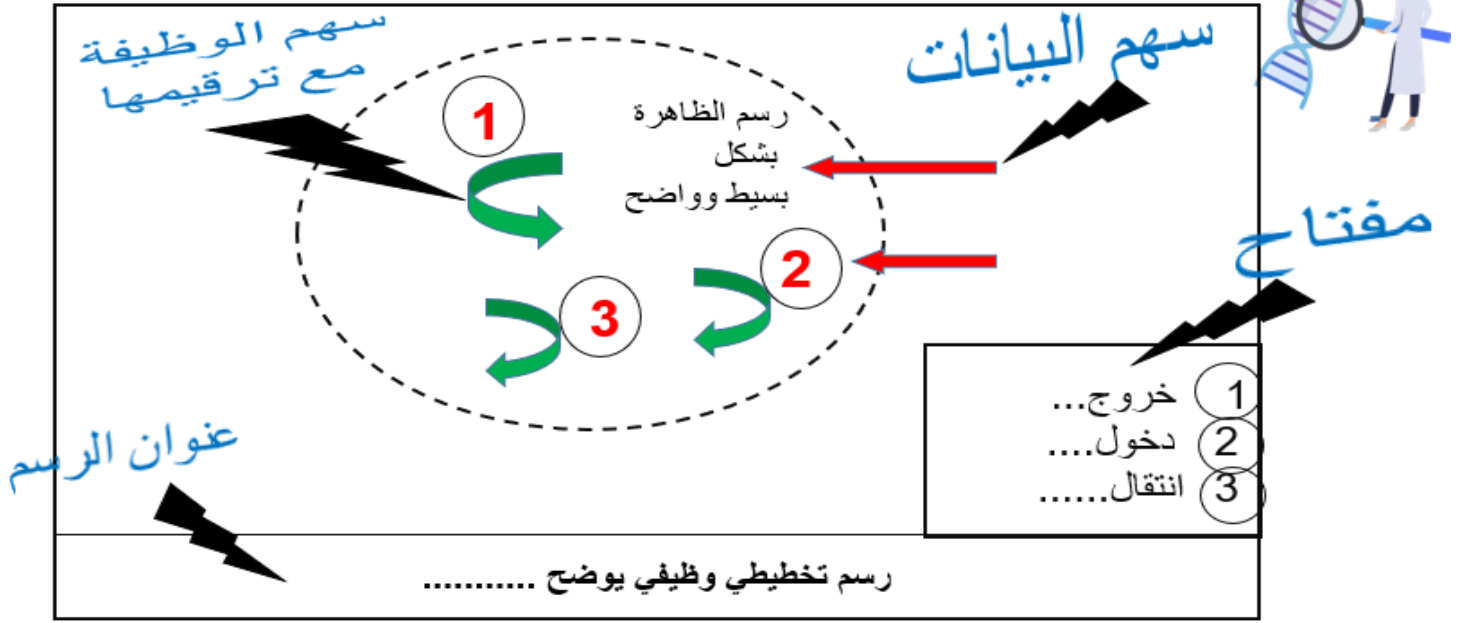 سهم الوظيفة
مع ترقيمها
سهم البيانات
1
رسم الظاهرة
بشكل
بسيط وواضح
مفتاح
2
3
1 خروج...
2 دخول....
3 انتقال......
عنوان الرسم
رسم تخطيطي وظيفي يوضح ...........